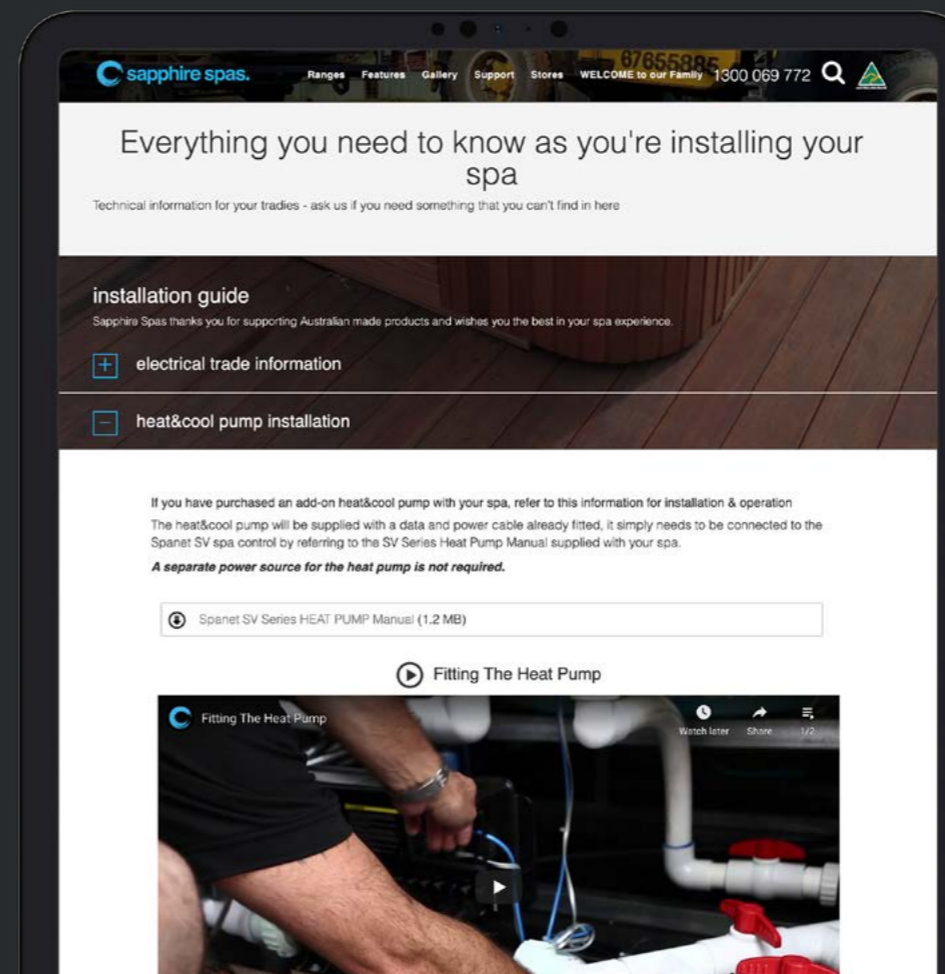 sapphire spas.
Ranges Features Gallery Support Stores WELCOME to our Family 1300 069 772
67655885
Everything you need to know as you're installing your
spa
Technical information for your tradies - ask us if you need something that you can't find in here
installation guide
Sapphire Spas thanks you for supporting Australian made products and wishes you the best in your spa experience.
electrical trade information
heat&cool pump installation
If you have purchased an add-on heat&cool pump with your spa, refer to this information for installation & operation
The heat&cool pump will be supplied with a data and power cable already fitted, it simply needs to be connected to the
Spanet SV spa control by referring to the SV Series Heat Pump Manual supplied with your spa.
A separate power source for the heat pump is not required.
Spanet SV Series HEAT PUMP Manual (1.2 MB)
Fitting The Heat Pump
Fitting The Heat Pump
Watch later Share 1/2